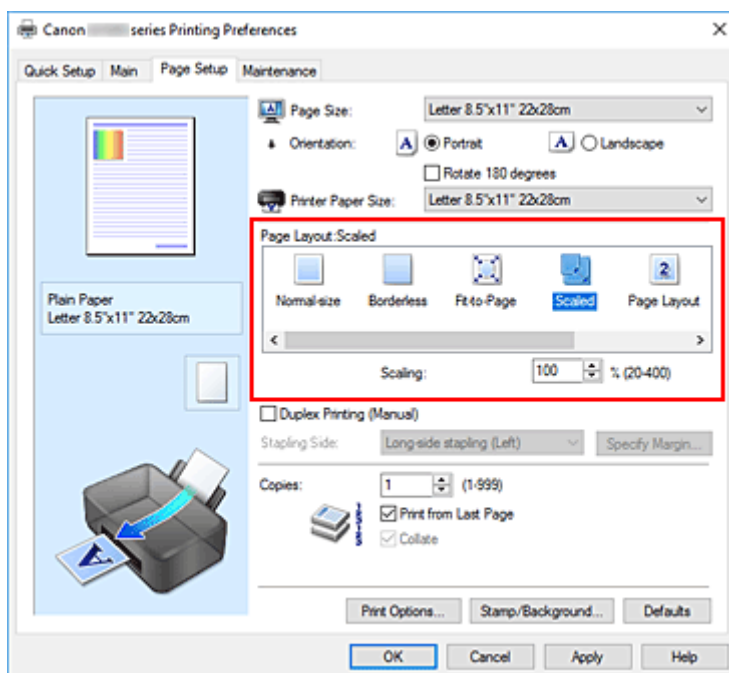 Canon series Printing Preferences
Quick Setup Main Page Setup Maintenance
Page Size: Letter 8.5"x11" 22x28cm
Orientation: A Portrait A Landscape
Rotate 180 degrees
Printer Paper Size: Letter 8.5"x11" 22x28cm
Page Layout:Scaled
Normal-size Borderless Fit-to-Page Scaled Page Layout
Scaling: 100 % (20-400)
Plain Paper
Letter 8.5"x11" 22x28cm
Duplex Printing (Manual)
Stapling Side: Long-side stapling (Left) Specify Margin...
Copies: 1 (1-999)
Print from Last Page
Collate
Print Options... Stamp/Background... Defaults
OK Cancel Apply Help